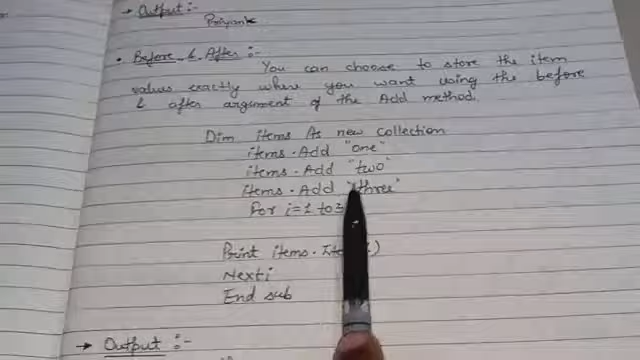 → Output :-
Priyank
• Before & After :-
You can choose to store the item
values exactly where you want using the before
& after argument of the Add method.
Dim items As new collection
items.Add "one"
items.Add "two"
items.Add "three"
For i=1 to 3
Print items.
Next i
End sub
→ Output :-